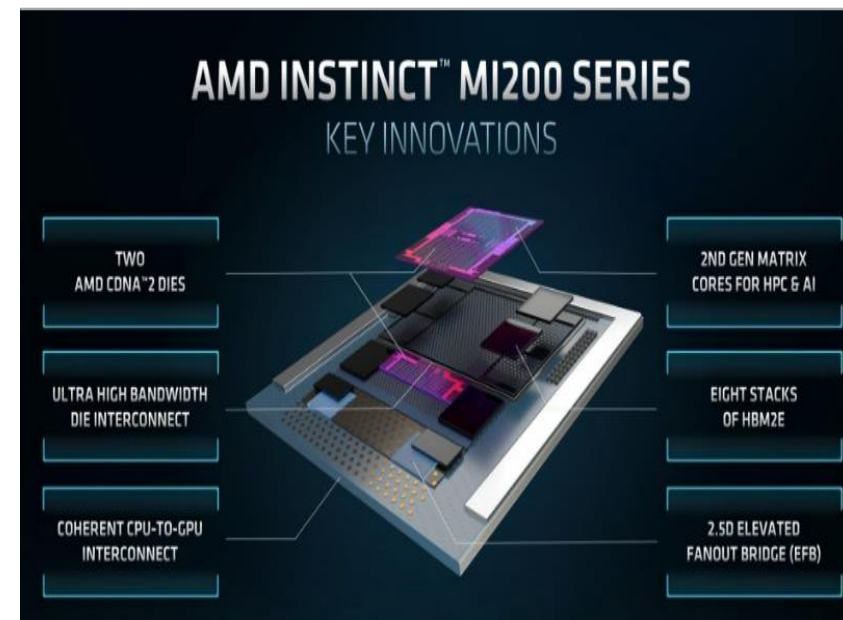 AMD INSTINCT™ MI200 SERIES
KEY INNOVATIONS
TWO
AMD CDNA™2 DIES
ULTRA HIGH BANDWIDTH
DIE INTERCONNECT
COHERENT CPU-TO-GPU
INTERCONNECT
2ND GEN MATRIX
CORES FOR HPC & AI
EIGHT STACKS
OF HBM2E
2.5D ELEVATED
FANOUT BRIDGE (EFB)